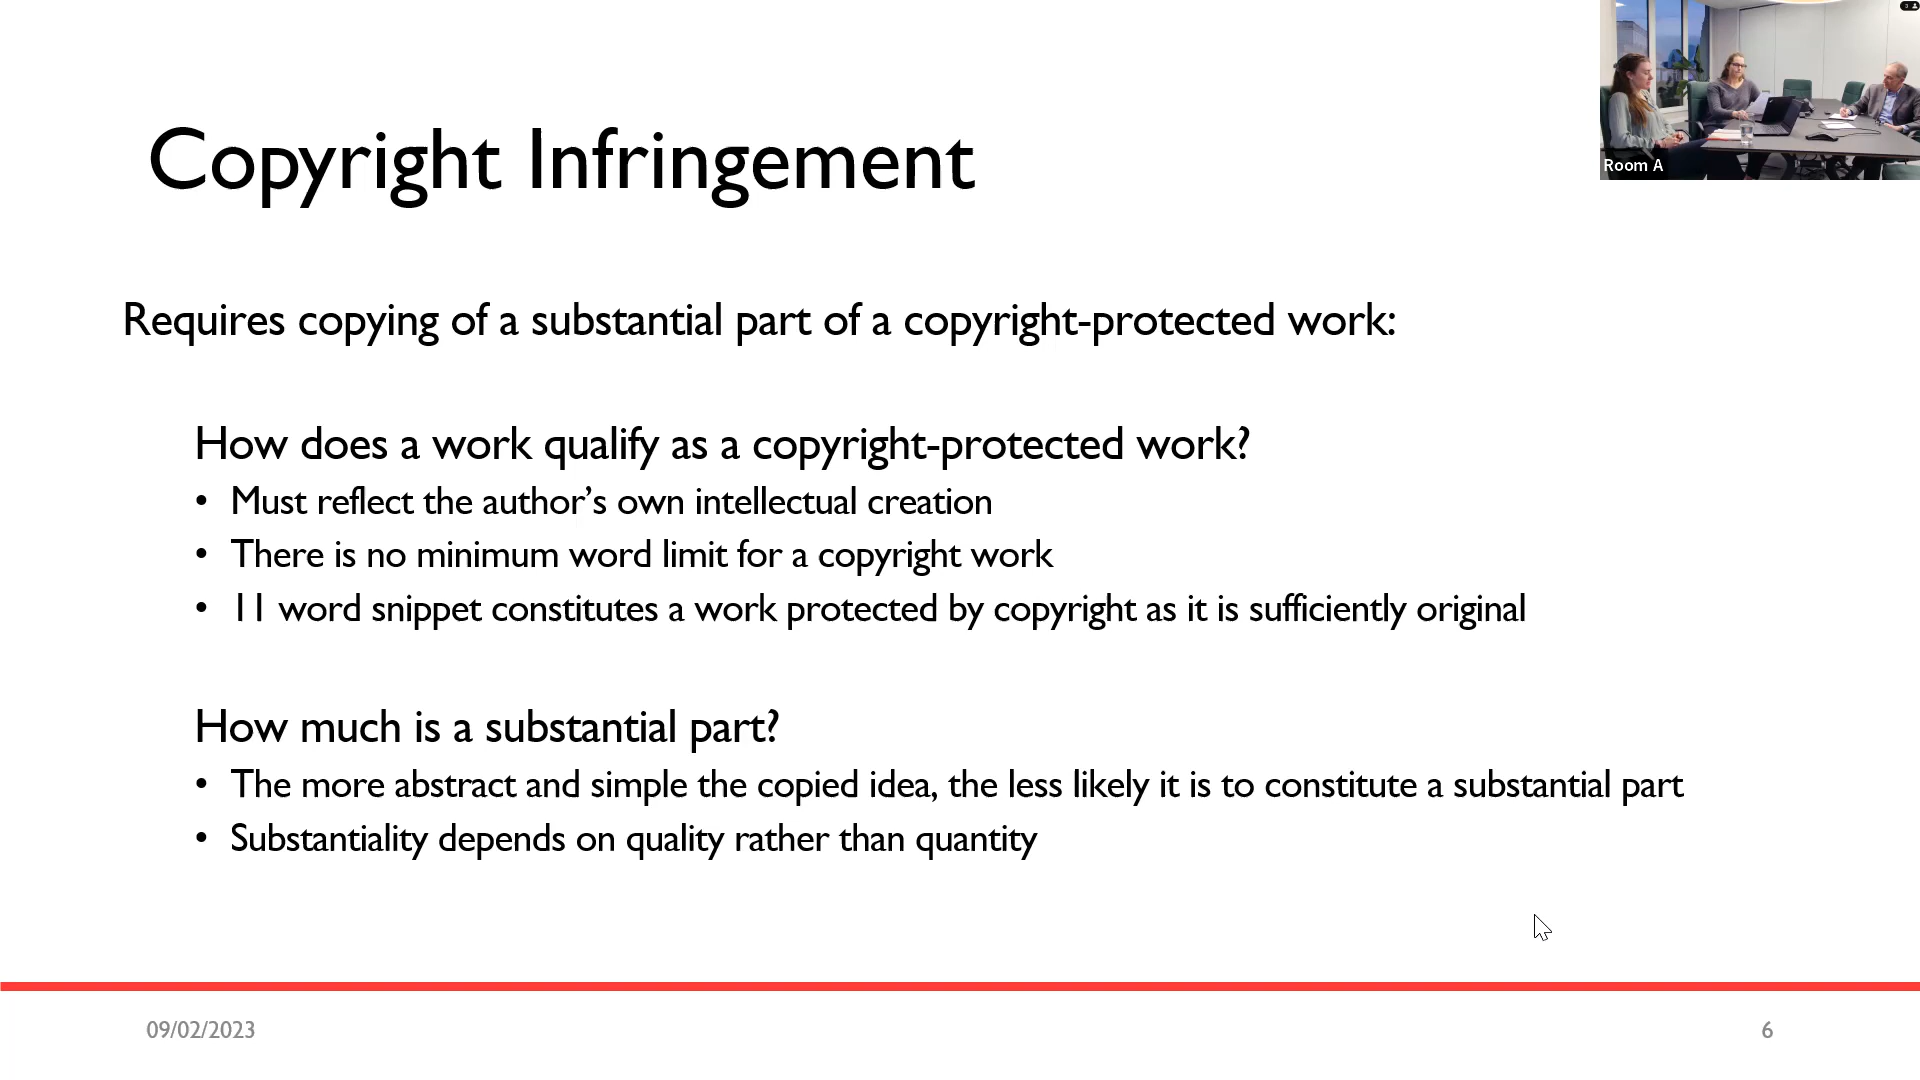 Copyright Infringement
Room A
Requires copying of a substantial part of a copyright-protected work:
How does a work qualify as a copyright-protected work?
• Must reflect the author’s own intellectual creation
• There is no minimum word limit for a copyright work
• 11 word snippet constitutes a work protected by copyright as it is sufficiently original
How much is a substantial part?
• The more abstract and simple the copied idea, the less likely it is to constitute a substantial part
• Substantiality depends on quality rather than quantity
09/02/2023
6